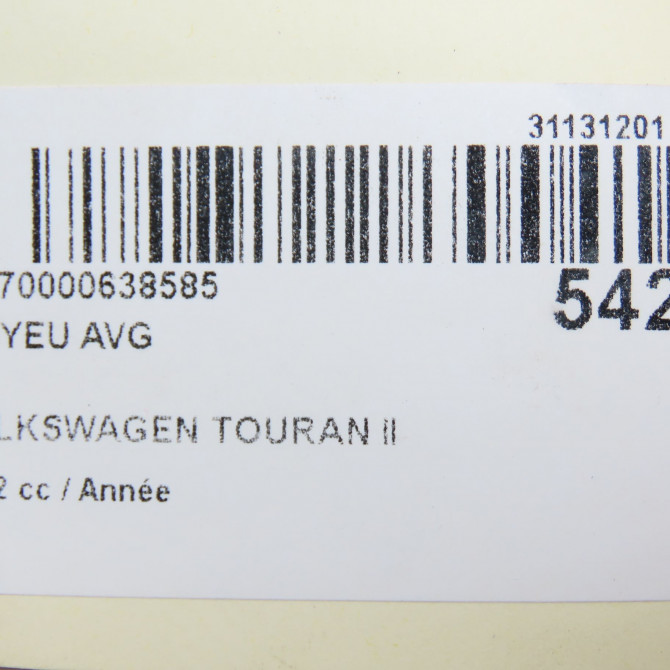 31131201
70000638585
542
YEU AVG
LKSWAGEN TOURAN II
2 cc / Année